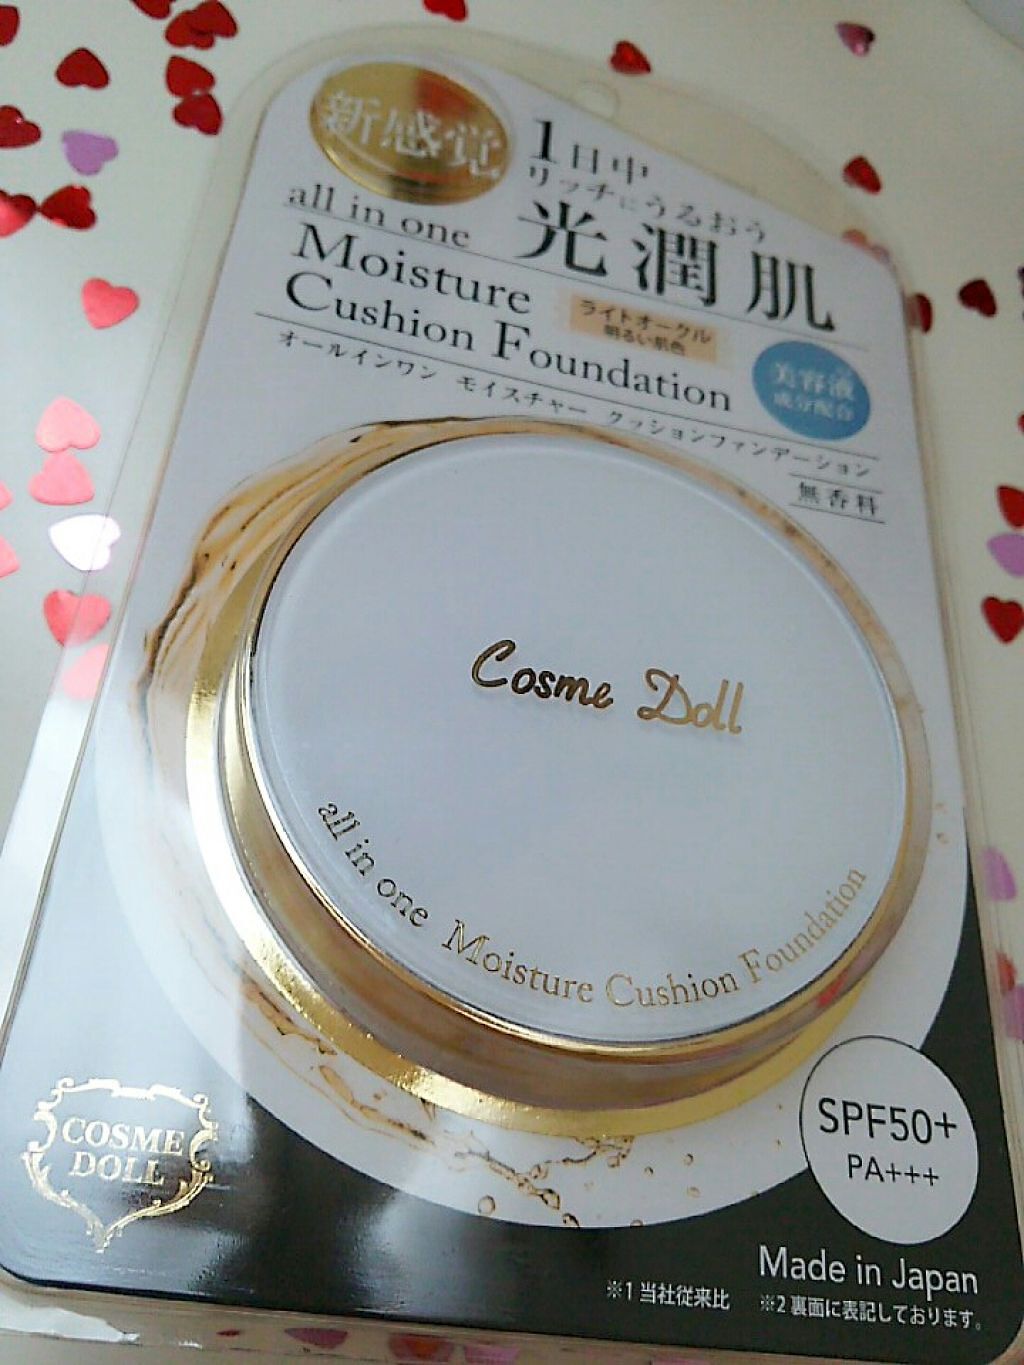 新感覚
1日中
リッチにうるおう
光潤肌
all in one
Moisture
Cushion Foundation
ライトオークル
明るい肌色
美容液
成分配合
オールインワン モイスチャー クッションファンデーション
無香料
Cosme Doll
all in one Moisture Cushion Foundation
COSME
DOLL
SPF50+
PA+++
Made in Japan
※1 当社従来比 ※2 裏面に表記しております。